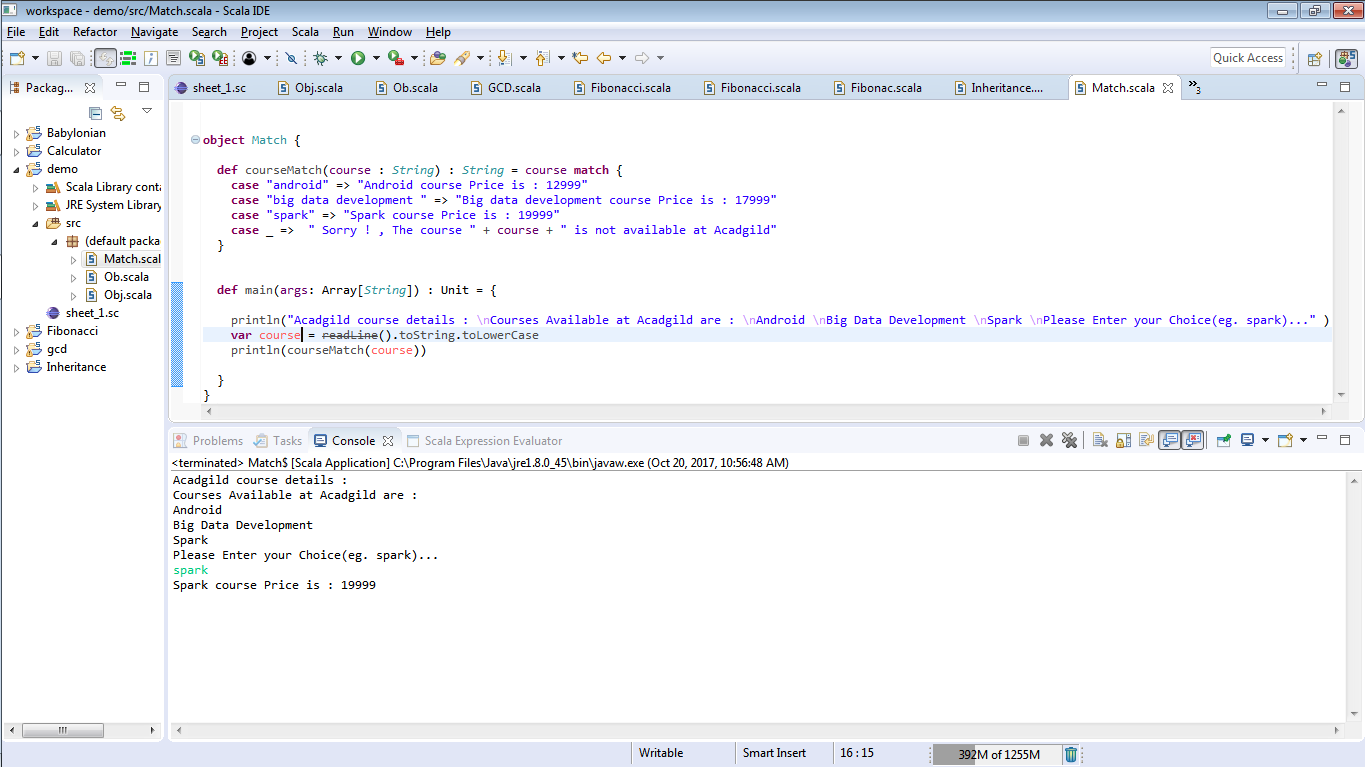 workspace - demo/src/Match.scala - Scala IDE
File Edit Refactor Navigate Search Project Scala Run Window Help
Quick Access
Packag...
sheet_1.sc Obj.scala Ob.scala GCD.scala Fibonacci.scala Fibonacci.scala Fibonac.scala Inheritance.... Match.scala »3
Babylonian
Calculator
demo
Scala Library conta
JRE System Library
src
(default packa
Match.scal
Ob.scala
Obj.scala
sheet_1.sc
Fibonacci
gcd
Inheritance
object Match {
def courseMatch(course : String) : String = course match {
case "android" => "Android course Price is : 12999"
case "big data development " => "Big data development course Price is : 17999"
case "spark" => "Spark course Price is : 19999"
case _ => " Sorry ! , The course " + course + " is not available at Acadgild"
}
def main(args: Array[String]) : Unit = {
println("Acadgild course details : \nCourses Available at Acadgild are : \nAndroid \nBig Data Development \nSpark \nPlease Enter your Choice(eg. spark)..." )
var course = readLine().toString.toLowerCase
println(courseMatch(course))
}
}
Problems Tasks Console Scala Expression Evaluator
<terminated> Match$ [Scala Application] C:\Program Files\Java\jre1.8.0_45\bin\javaw.exe (Oct 20, 2017, 10:56:48 AM)
Acadgild course details :
Courses Available at Acadgild are :
Android
Big Data Development
Spark
Please Enter your Choice(eg. spark)...
spark
Spark course Price is : 19999
Writable Smart Insert 16 : 15 392M of 1255M